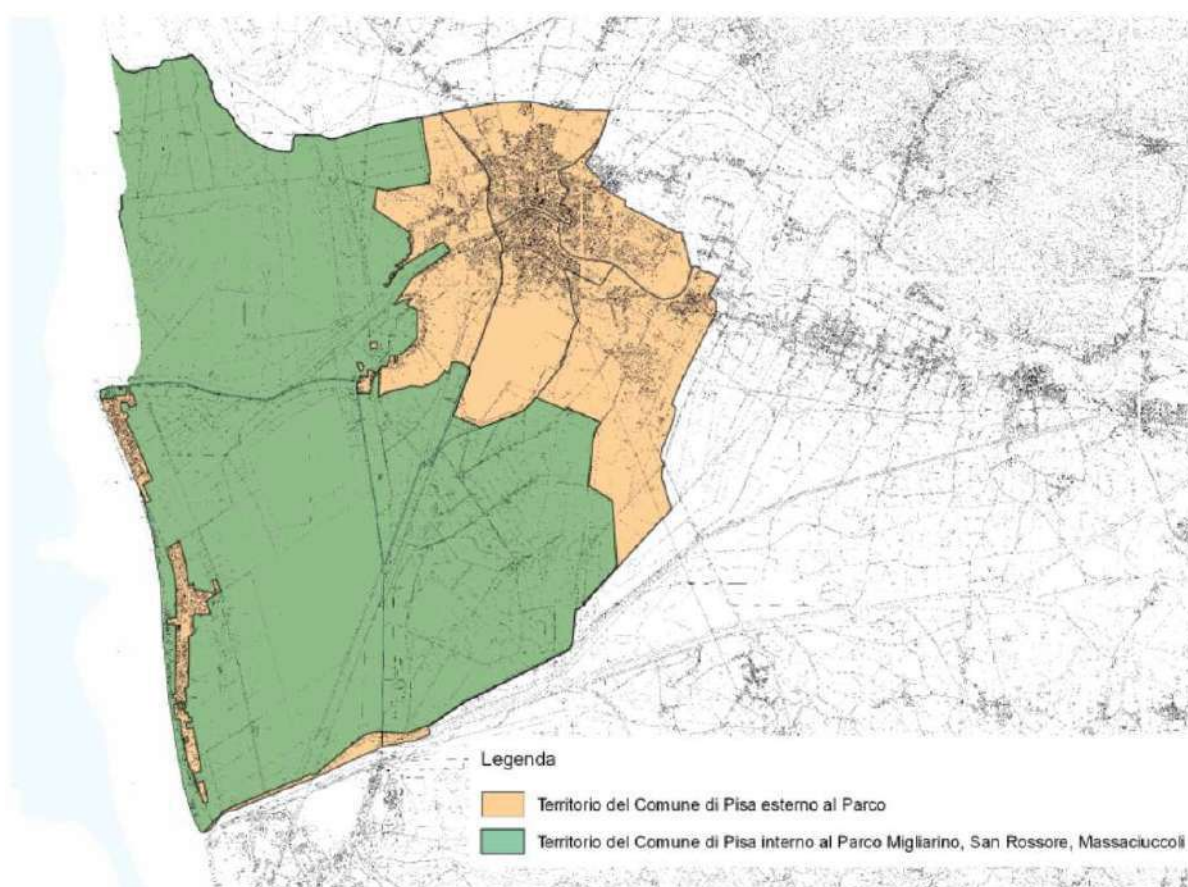 Legenda
Territorio del Comune di Pisa esterno al Parco
Territorio del Comune di Pisa interno al Parco Migliarino, San Rossore, Massaciuccoli